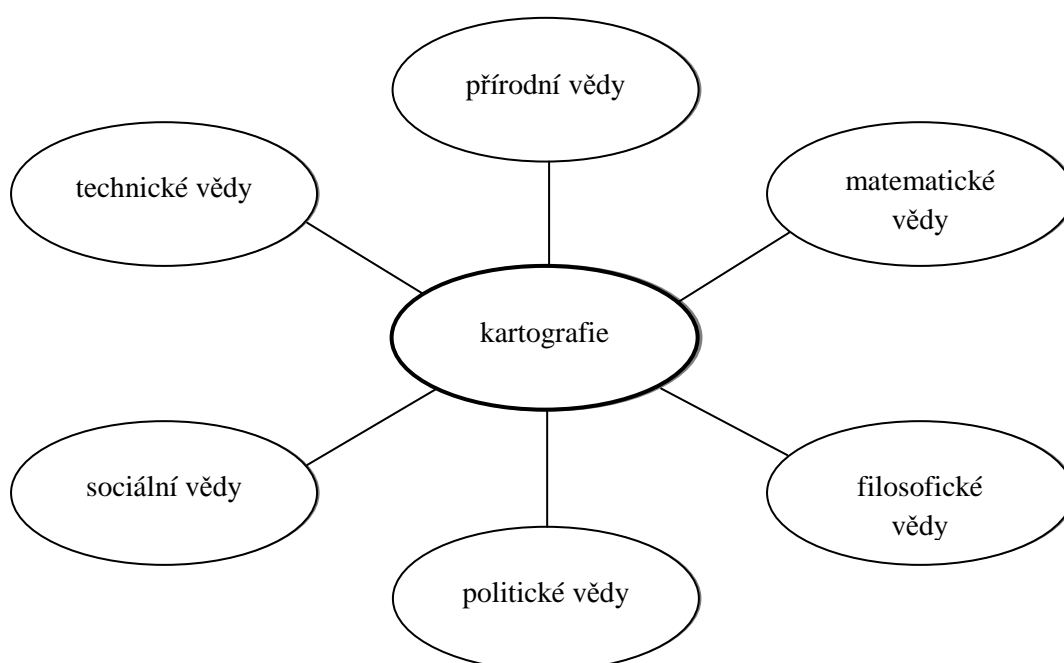 přírodní vědy
technické vědy
matematické
vědy
kartografie
sociální vědy
filosofické
vědy
politické vědy